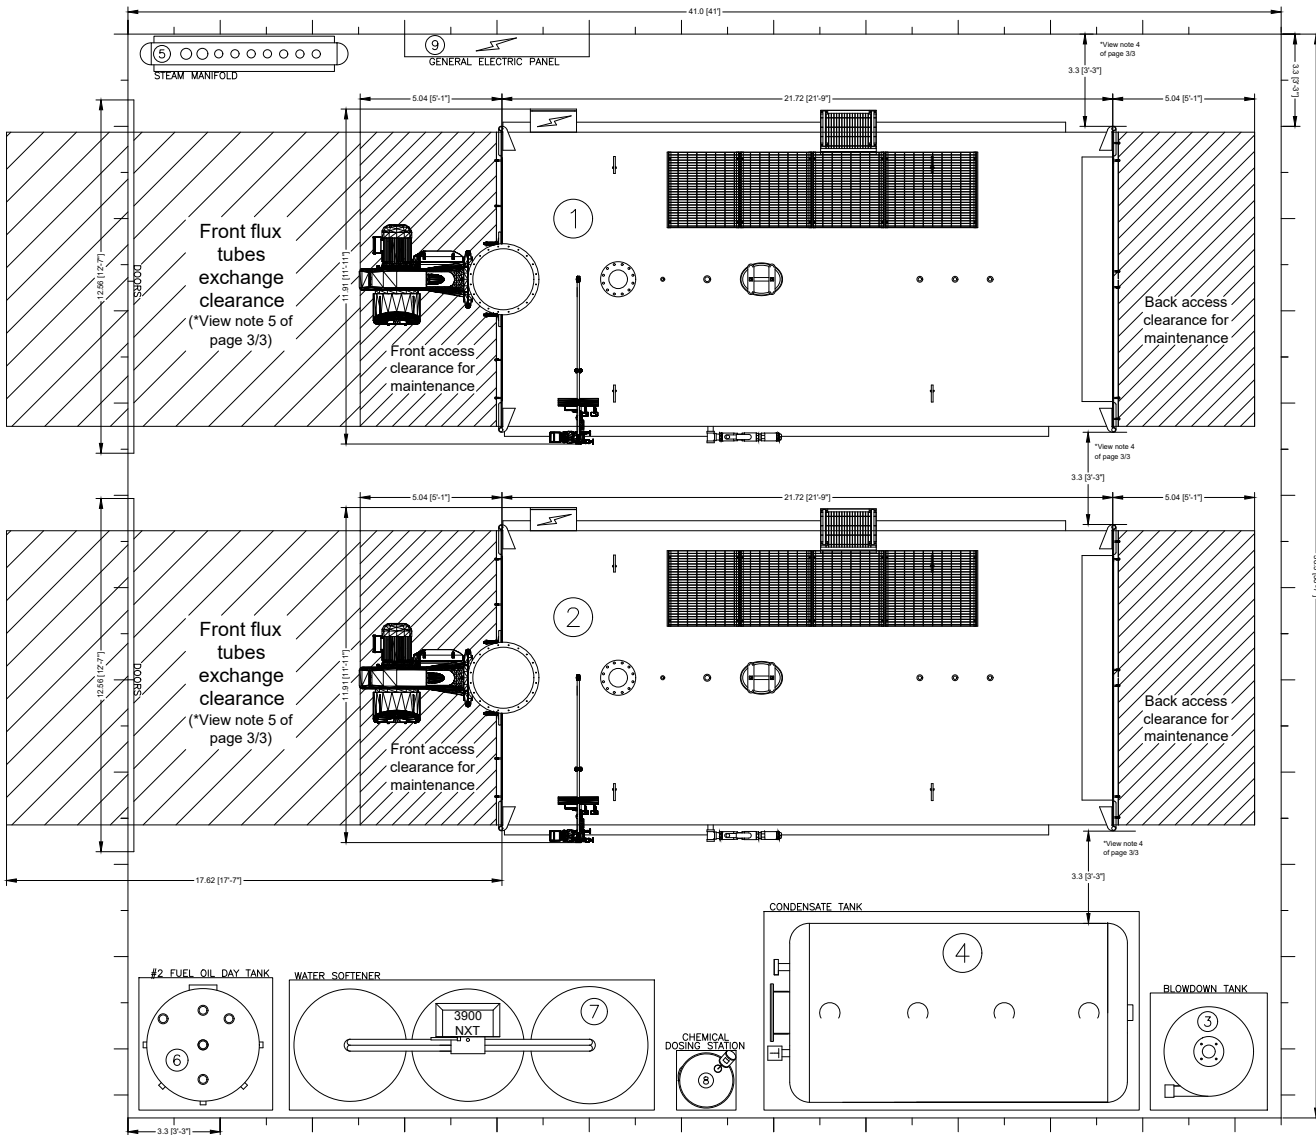 41.0 [41']
5
STEAM MANIFOLD
9
GENERAL ELECTRIC PANEL
*View note 4
of page 3/3
3.3 [3'-3"]
3.3 [3'-3"]
5.04 [5'-1"]
21.72 [21'-9"]
5.04 [5'-1"]
12.56 [12'-7"]
DOORS
Front flux
tubes
exchange
clearance
(*View note 5 of
page 3/3)
11.91 [11'-11"]
Front access
clearance for
maintenance
1
Back access
clearance for
maintenance
*View note 4
of page 3/3
3.3 [3'-3"]
5.04 [5'-1"]
21.72 [21'-9"]
5.04 [5'-1"]
12.56 [12'-7"]
DOORS
Front flux
tubes
exchange
clearance
(*View note 5 of
page 3/3)
11.91 [11'-11"]
Front access
clearance for
maintenance
2
Back access
clearance for
maintenance
*View note 4
of page 3/3
3.3 [3'-3"]
17.62 [17'-7"]
#2 FUEL OIL DAY TANK
6
WATER SOFTENER
3900
NXT
7
CHEMICAL
DOSING STATION
8
CONDENSATE TANK
4
BLOWDOWN TANK
3
3.3 [3'-3"]